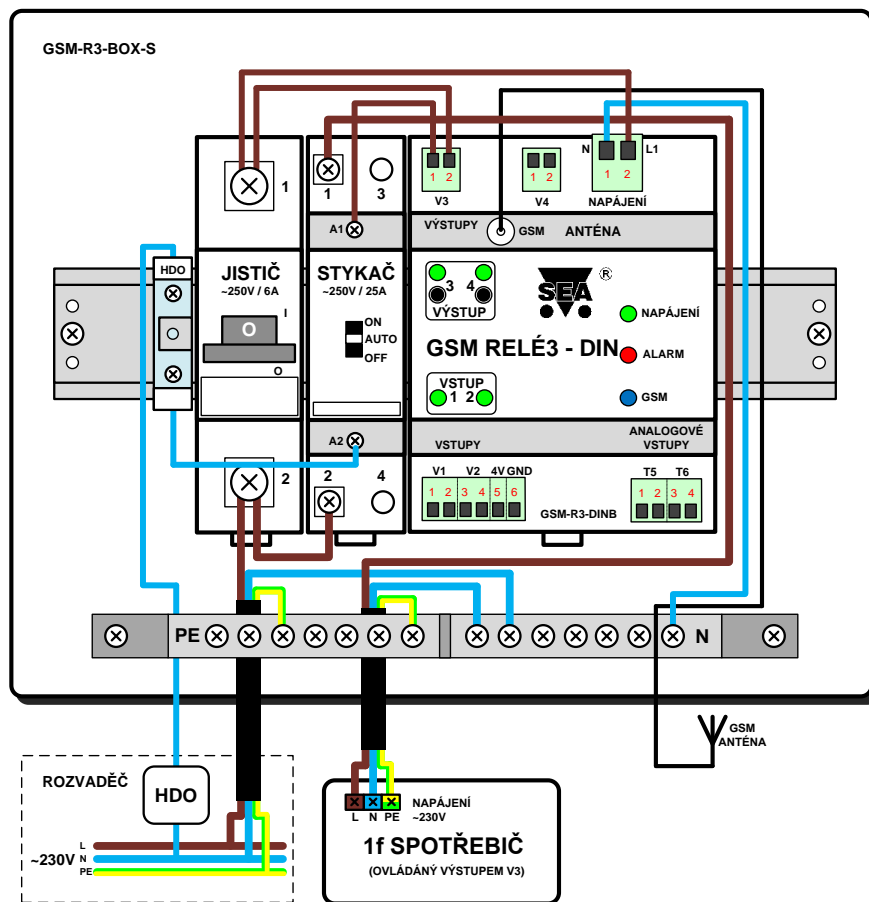 GSM-R3-BOX-S
N
L1
1 2
V3
1 2
V4
1 2
NAPÁJENÍ
1
1
3
A1
VÝSTUPY
GSM
ANTÉNA
HDO
JISTIČ
~250V / 6A
I
O
O
STYKAČ
~250V / 25A
ON
AUTO
OFF
3 4
VÝSTUP
SEA
®
NAPÁJENÍ
GSM RELÉ3 - DIN
ALARM
VSTUP
1 2
GSM
A2
VSTUPY
ANALOGOVÉ
VSTUPY
2
2
4
V1 V2 4V GND
1 2 3 4 5 6
GSM-R3-DINB
T5 T6
1 2 3 4
PE
N
GSM
ANTÉNA
ROZVADĚČ
HDO
~230V
L
N
PE
L N PE
NAPÁJENÍ
~230V
1f SPOTŘEBIČ
(OVLÁDÁNÝ VÝSTUPEM V3)